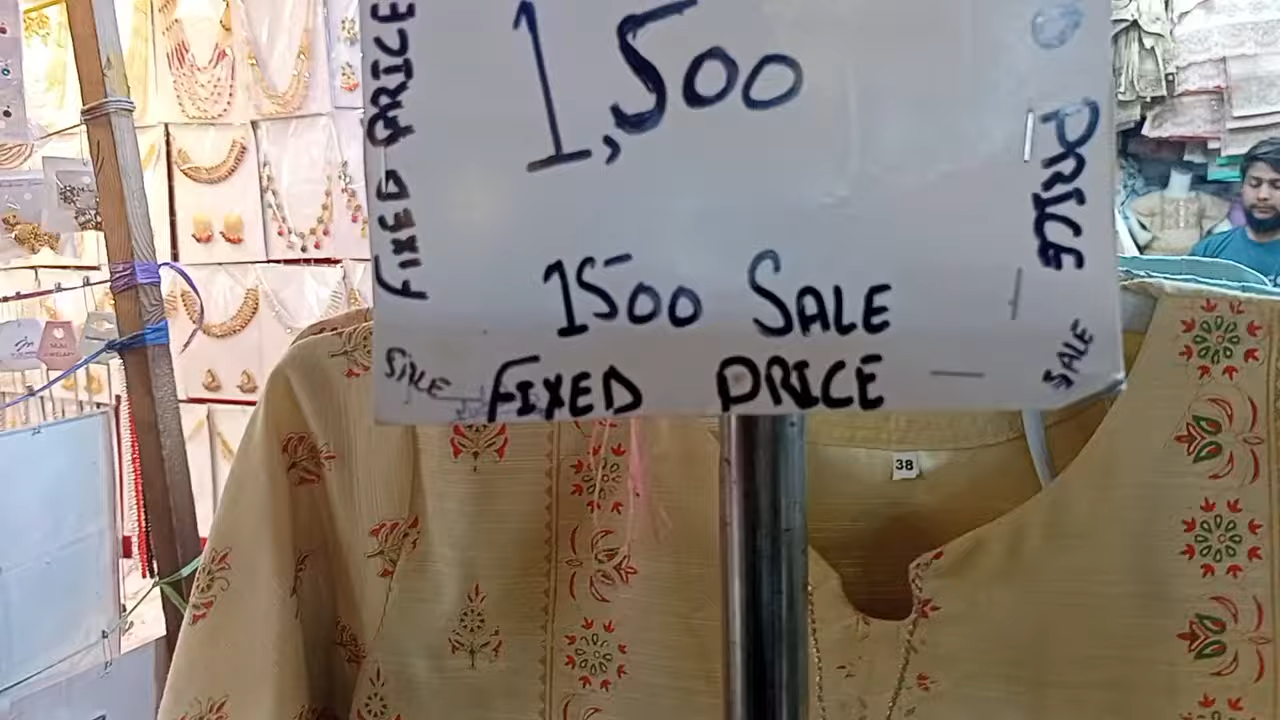 1,500
1500 SALE
FIXED PRICE
FIXED PRICE
SALE
PRICE
SALE
38